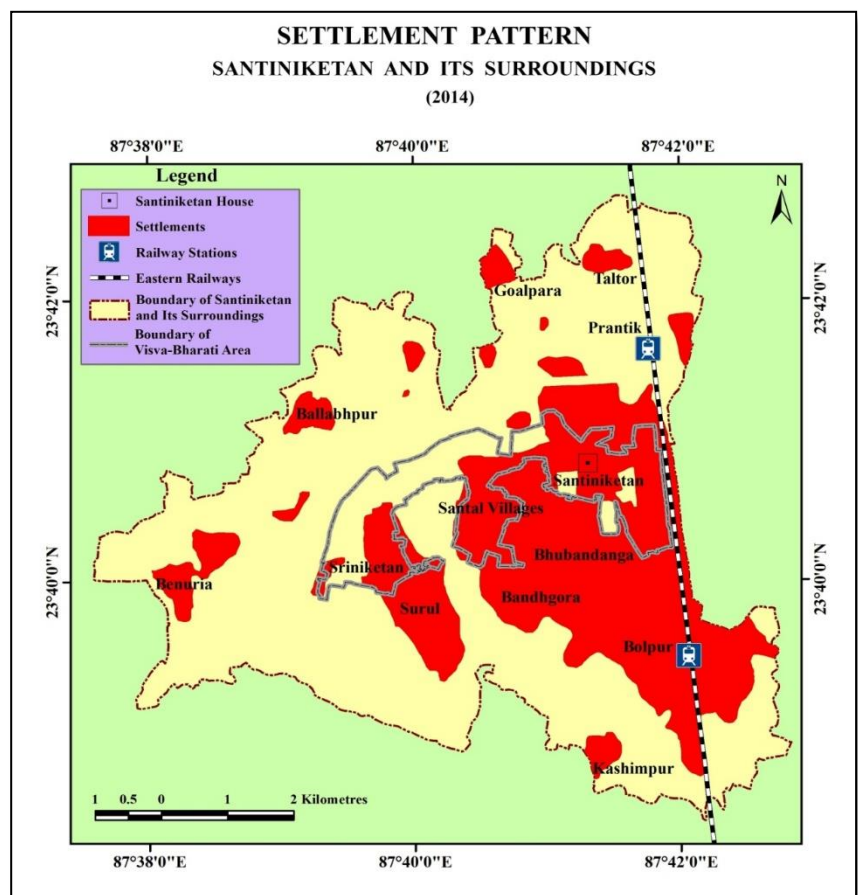 SETTLEMENT PATTERN
SANTINIKETAN AND ITS SURROUNDINGS
(2014)
87°38'0"E
87°40'0"E
87°42'0"E
Legend
Santiniketan House
Settlements
Railway Stations
Eastern Railways
Boundary of Santiniketan
and Its Surroundings
Boundary of
Visva-Bharati Area
N
Goalpara
Taltor
23°42'0"N
23°42'0"N
Prantik
Ballabhpur
Santiniketan
Santal Villages
Bhubandanga
Sriniketan
Benuria
23°40'0"N
23°40'0"N
Bandhgora
Surul
Bolpur
Kashimpur
1 0.5 0 1 2 Kilometres
87°38'0"E
87°40'0"E
87°42'0"E